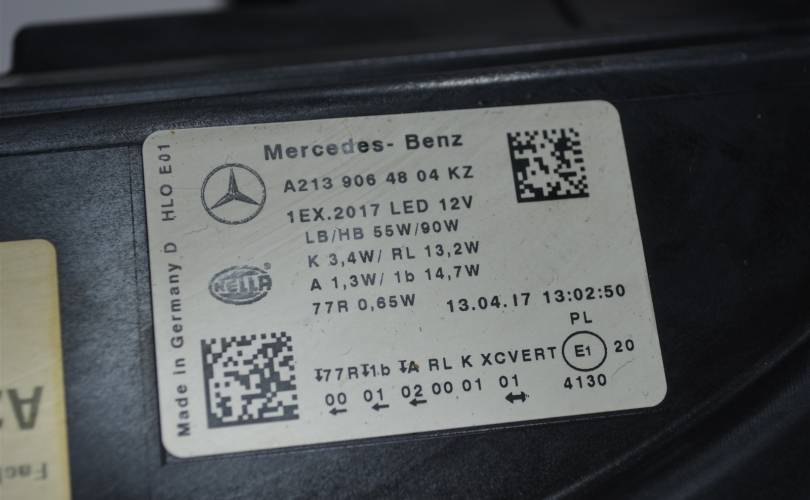 Mercedes- Benz
A213 906 48 04 KZ
1EX.2017 LED 12V
LB/HB 55W/90W
K 3,4W/ RL 13,2W
A 1,3W/ 1b 14,7W
77R 0,65W
13.04.17 13:02:50
PL
77R 1b A RL K XCVERT E1 20
00 01 02 00 01 01 4130
HELLA
Made in Germany D HLO E01
A2
Fach